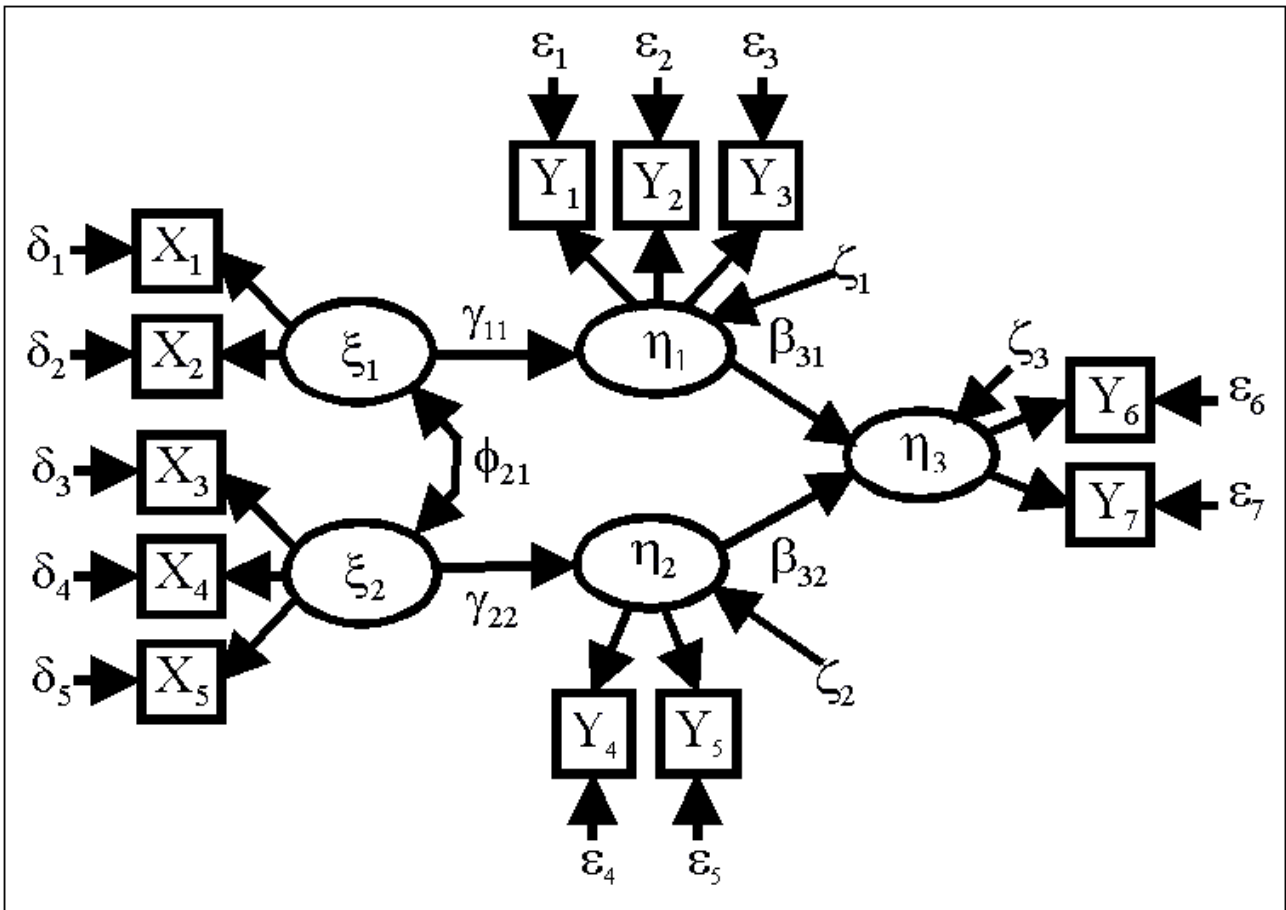 ε₁ ε₂ ε₃
Y₁ Y₂ Y₃
δ₁ X₁
ζ₁
δ₂ X₂ ξ₁ γ₁₁ η₁ β₃₁
ζ₃
Y₆ ε₆
δ₃ X₃ ϕ₂₁ η₃
Y₇ ε₇
δ₄ X₄ ξ₂ γ₂₂ η₂ β₃₂
δ₅ X₅ ζ₂
Y₄ Y₅
ε₄ ε₅